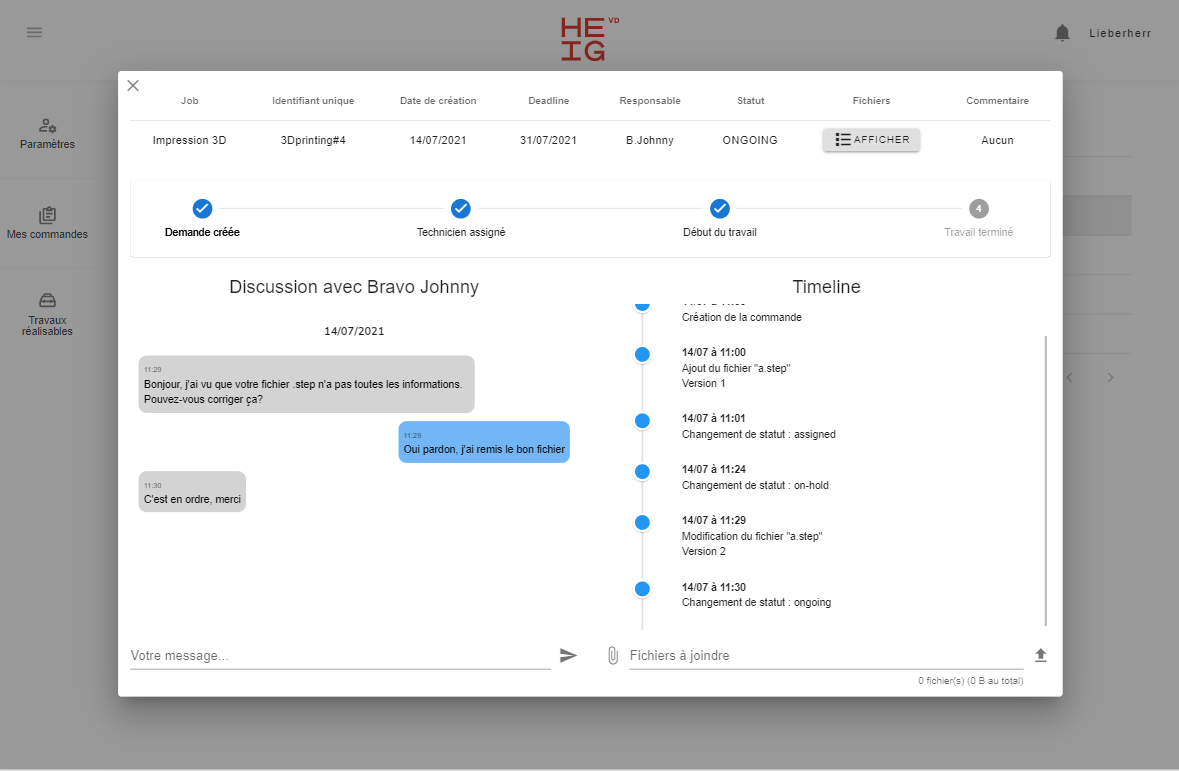 HE VD
IG
Lieberherr
Paramètres
Mes commandes
Travaux
réalisables
Job Identifiant unique Date de création Deadline Responsable Statut Fichiers Commentaire
Impression 3D 3Dprinting#4 14/07/2021 31/07/2021 B.Johnny ONGOING AFFICHER Aucun
4
Demande créée Technicien assigné Début du travail Travail terminé
Discussion avec Bravo Johnny
14/07/2021
11:29
Bonjour, j'ai vu que votre fichier .step n'a pas toutes les informations.
Pouvez-vous corriger ça?
11:29
Oui pardon, j'ai remis le bon fichier
11:30
C'est en ordre, merci
Votre message...
Timeline
Création de la commande
14/07 à 11:00
Ajout du fichier "a.step"
Version 1
14/07 à 11:01
Changement de statut : assigned
14/07 à 11:24
Changement de statut : on-hold
14/07 à 11:29
Modification du fichier "a.step"
Version 2
14/07 à 11:30
Changement de statut : ongoing
Fichiers à joindre
0 fichier(s) (0 B au total)